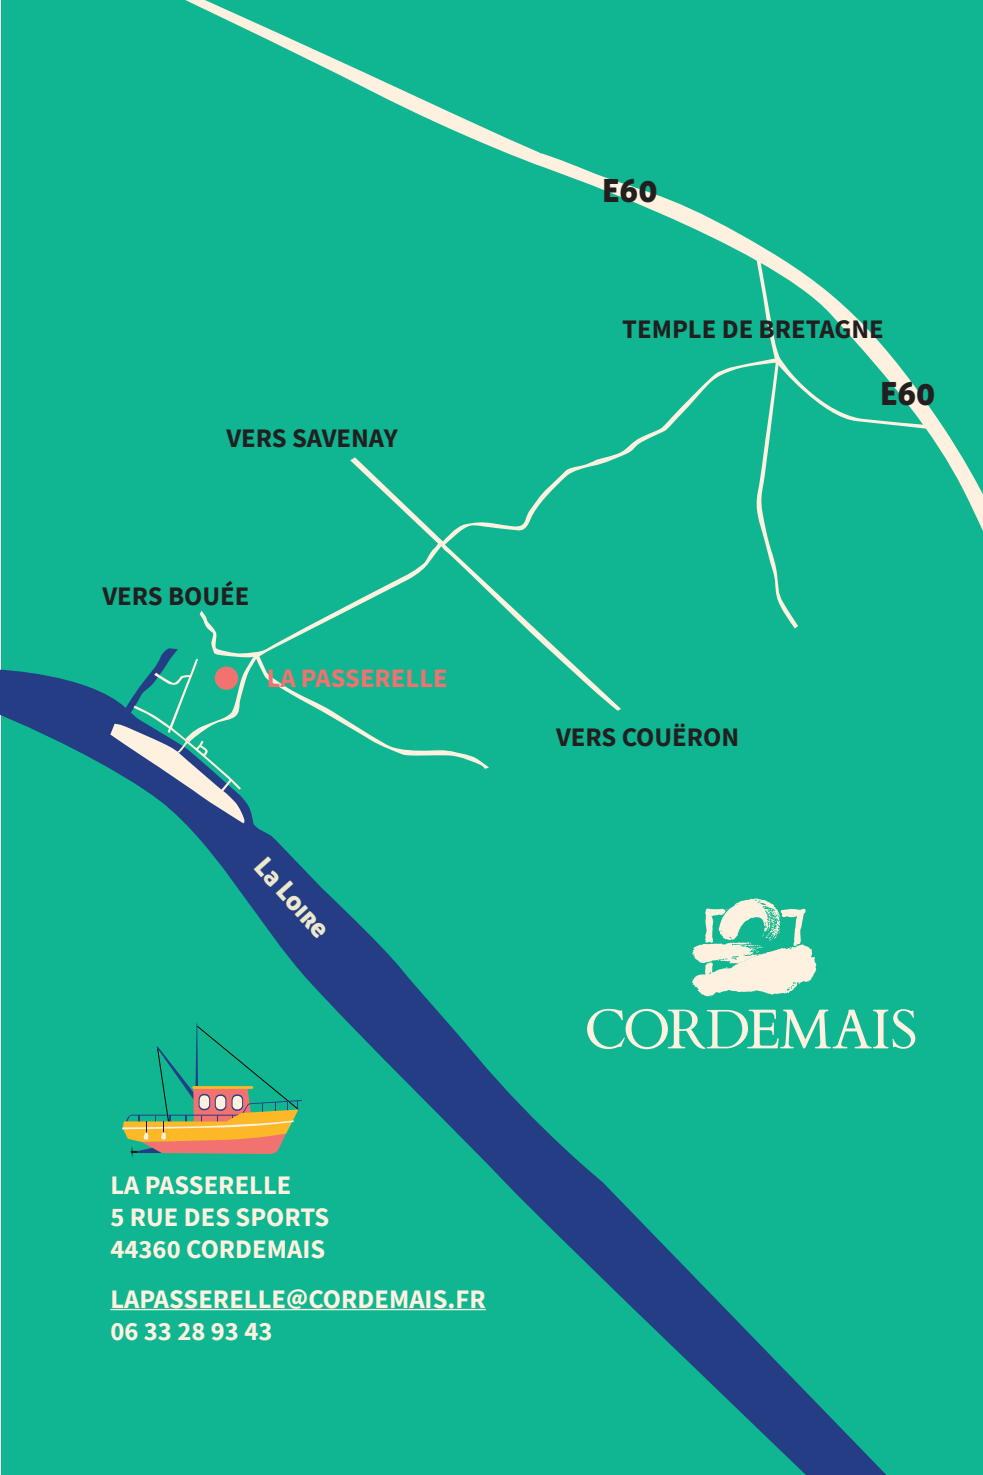 E60
TEMPLE DE BRETAGNE
E60
VERS SAVENAY
VERS BOUÉE
LA PASSERELLE
VERS COUËRON
La Loire
CORDEMAIS
LA PASSERELLE
5 RUE DES SPORTS
44360 CORDEMAIS
LAPASSERELLE@CORDEMAIS.FR
06 33 28 93 43